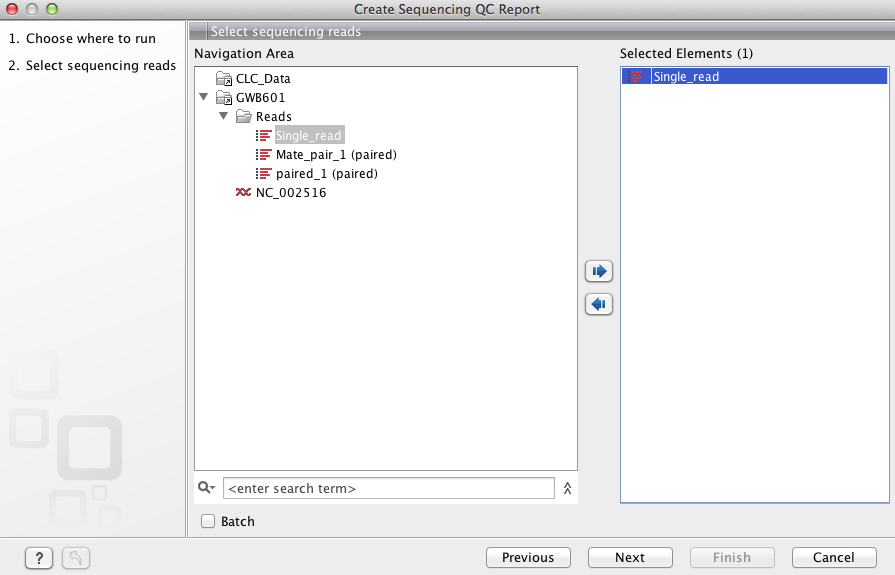 Create Sequencing QC Report
1. Choose where to run
2. Select sequencing reads
Select sequencing reads
Navigation Area
CLC_Data
GWB601
Reads
Single_read
Mate_pair_1 (paired)
paired_1 (paired)
NC_002516
<enter search term>
Batch
Selected Elements (1)
Single_read
?
Previous
Next
Finish
Cancel